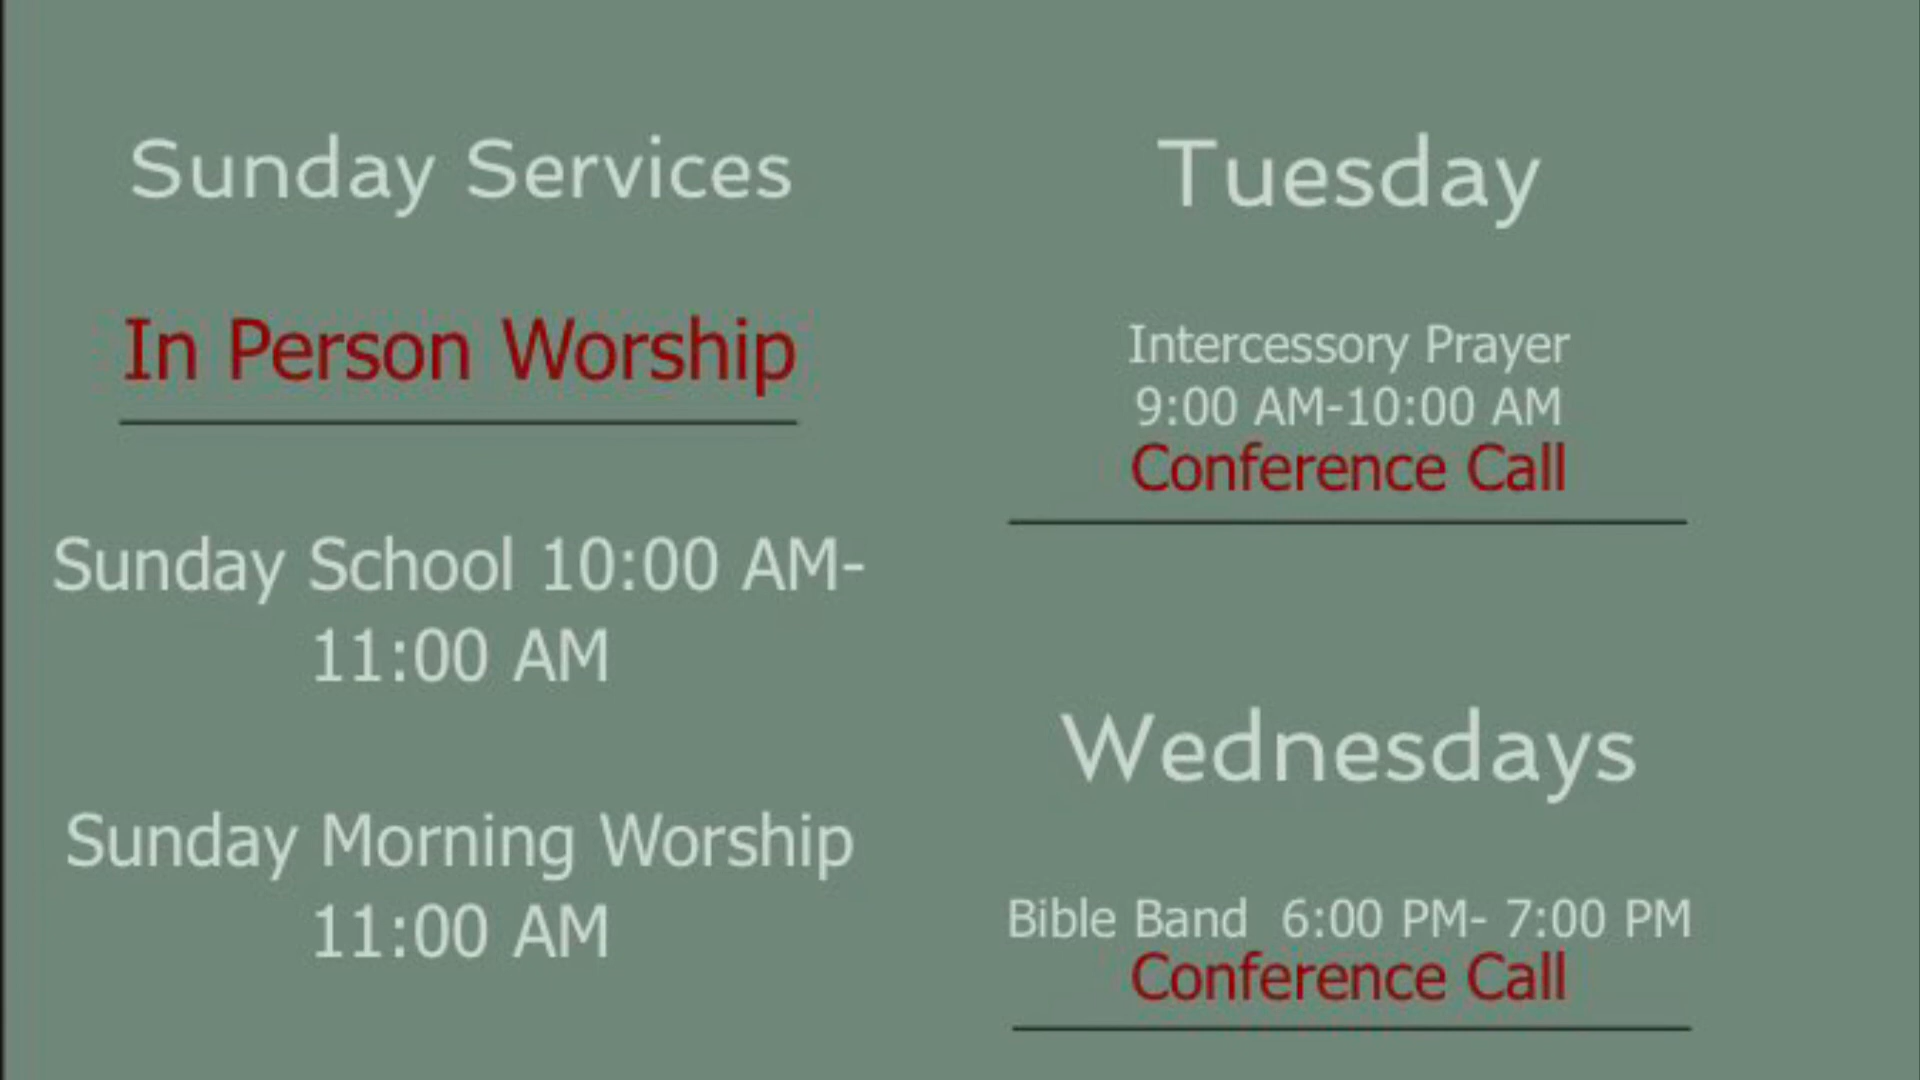 Sunday Services
In Person Worship
Sunday School 10:00 AM-
11:00 AM
Sunday Morning Worship
11:00 AM
Tuesday
Intercessory Prayer
9:00 AM-10:00 AM
Conference Call
Wednesdays
Bible Band  6:00 PM- 7:00 PM
Conference Call